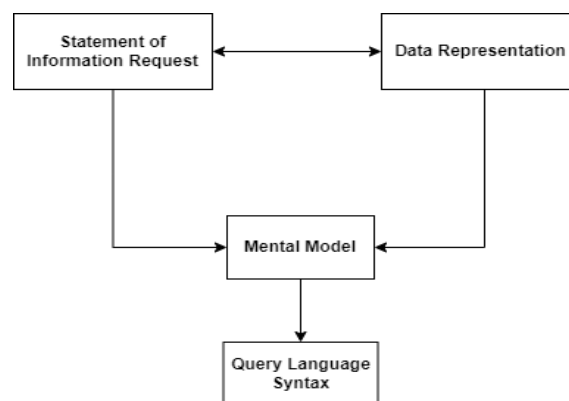 Statement of
Information Request
Data Representation
Mental Model
Query Language
Syntax